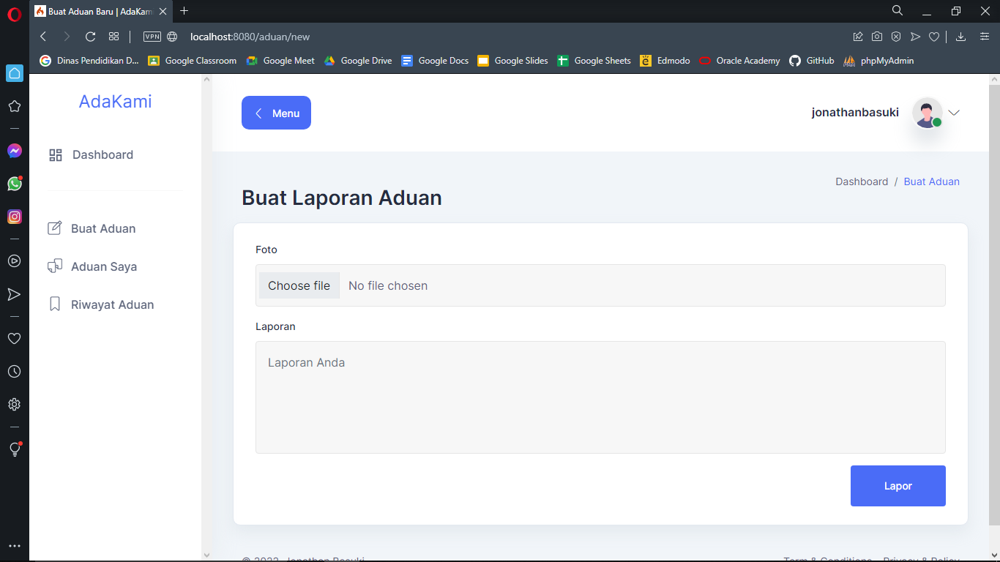 Buat Aduan Baru | AdaKam
VPN
localhost:8080/aduan/new
Dinas Pendidikan D...
Google Classroom
Google Meet
Google Drive
Google Docs
Google Slides
Google Sheets
Edmodo
Oracle Academy
GitHub
phpMyAdmin
AdaKami
Dashboard
Buat Aduan
Aduan Saya
Riwayat Aduan
Menu
jonathanbasuki
Dashboard / Buat Aduan
Buat Laporan Aduan
Foto
Choose file No file chosen
Laporan
Laporan Anda
Lapor
© 2022 Jonathan Basuki
Term & Conditions Privacy & Policy